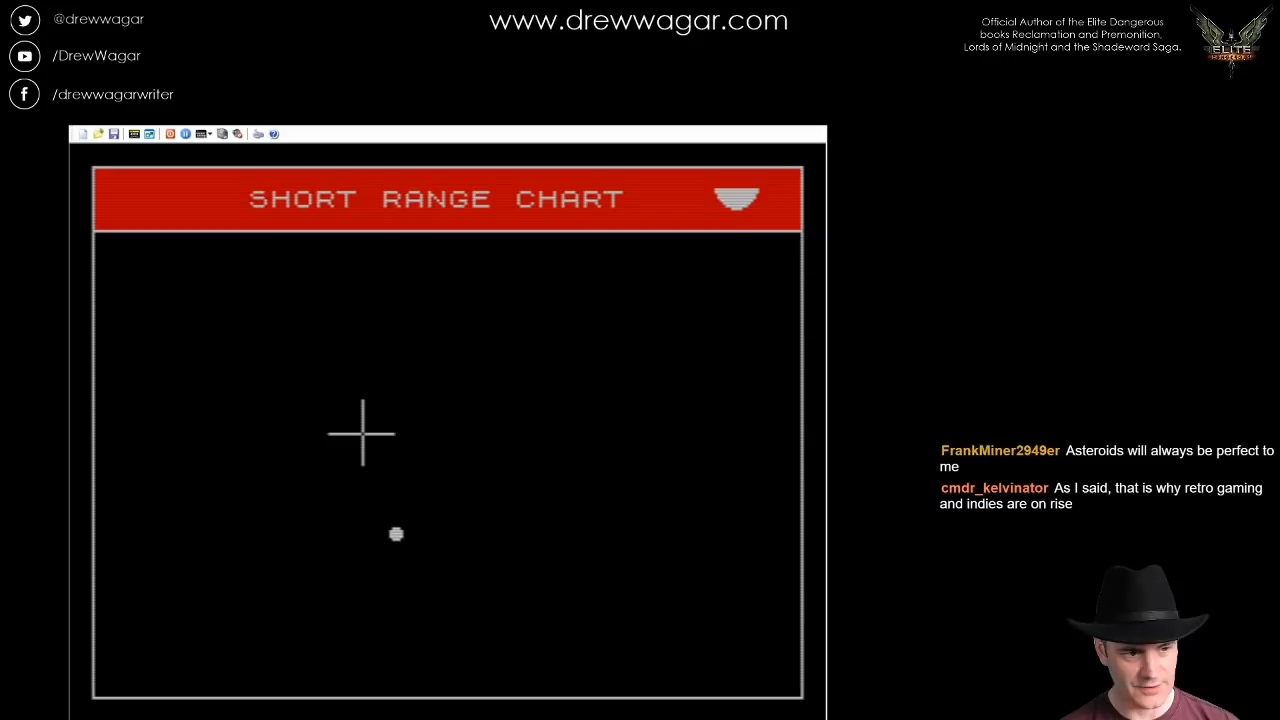 @drewwagar
/DrewWagar
/drewwagarwriter
www.drewwagar.com
Official Author of the Elite Dangerous
books Reclamation and Premonition,
Lords of Midnight and the Shadeward Saga.
ELITE
SHORT RANGE CHART
FrankMiner2949er Asteroids will always be perfect to
me
cmdr_kelvinator As I said, that is why retro gaming
and indies are on rise